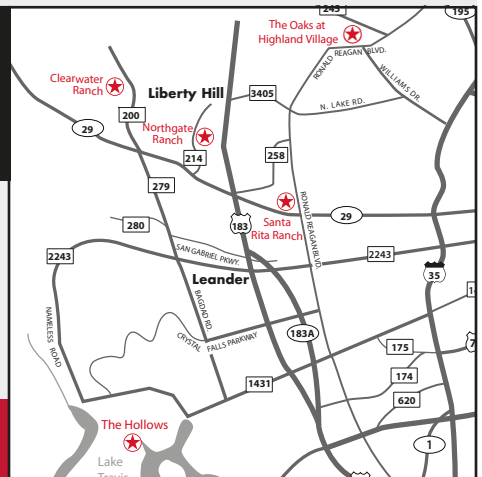 245
195
The Oaks at
Highland Village
RONALD REAGAN BLVD.
WILLIAMS DR.
Clearwater
Ranch
Liberty Hill
3405
N. LAKE RD.
200
29
Northgate
Ranch
214
258
279
Santa
Rita Ranch
RONALD REAGAN BLVD.
29
280
183
SAN GABRIEL PKWY.
2243
2243
35
Leander
NAMELESS ROAD
BAGDAD RD.
CRYSTAL FALLS PARKWAY
183A
175
174
1431
620
The Hollows
1
Lake
Travis